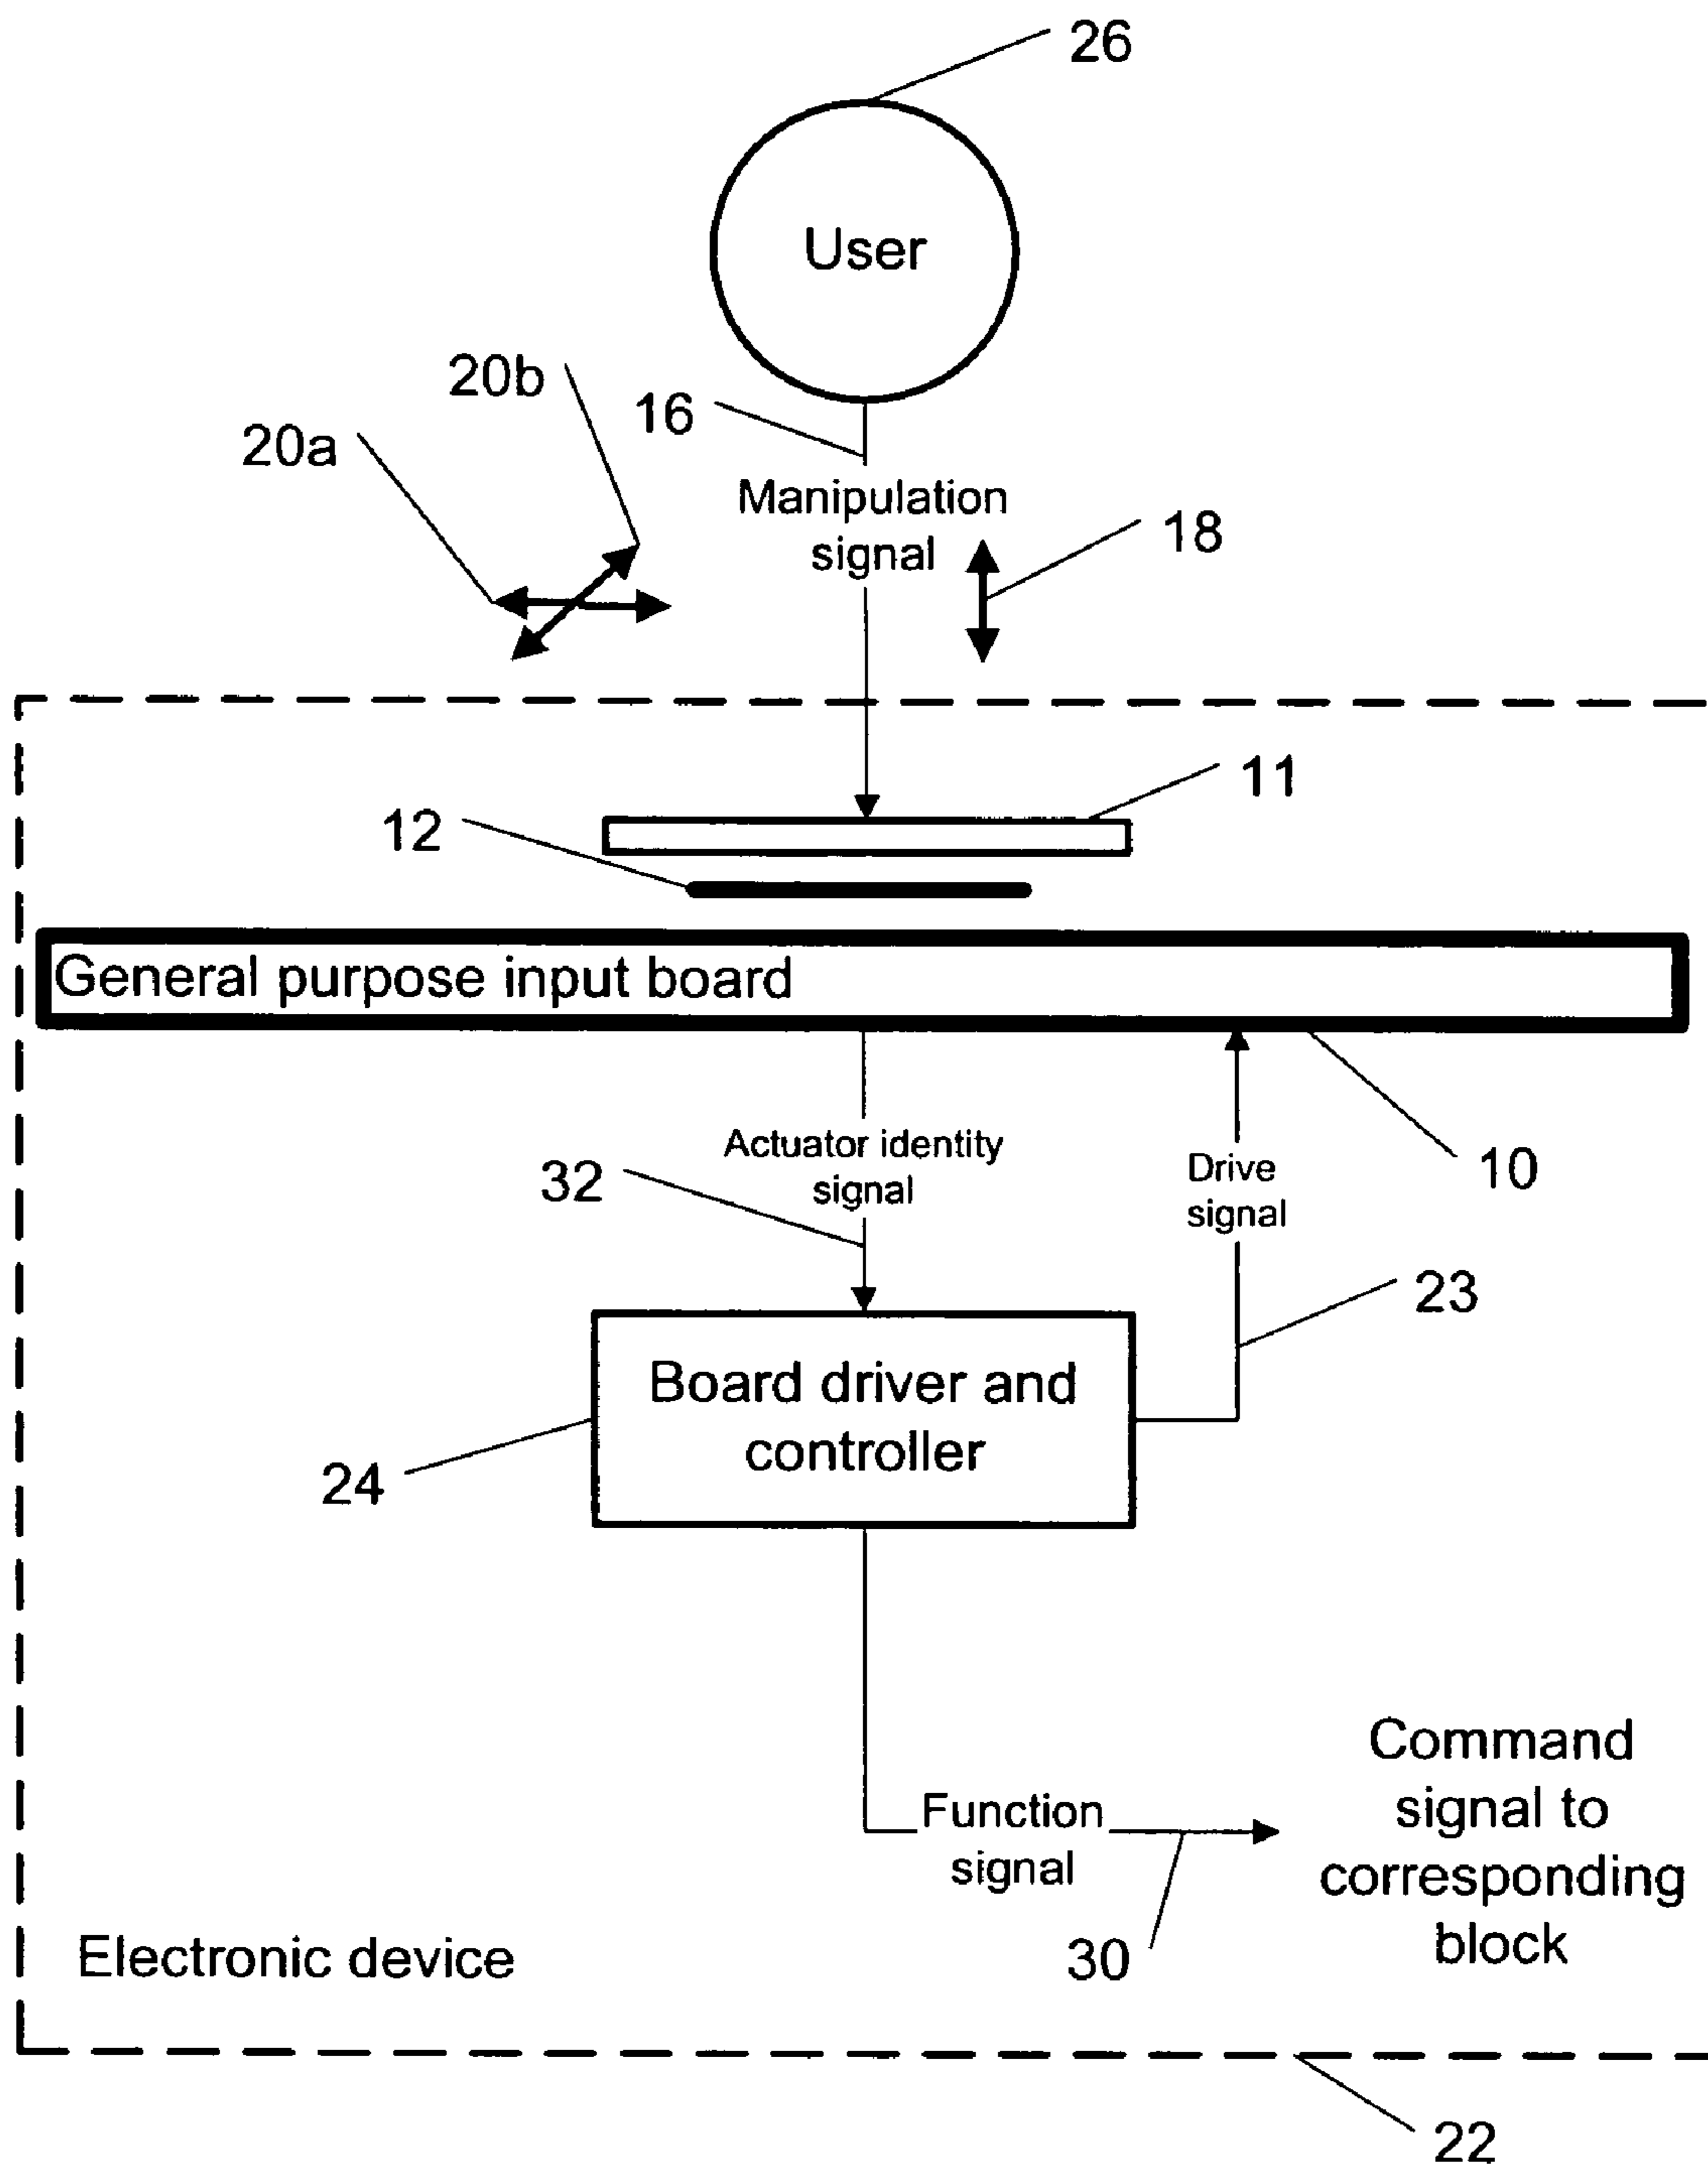 26
User
20b
16
20a
Manipulation
signal
18
11
12
General purpose input board
Actuator identity
signal
32
Drive
signal
10
23
Board driver and
controller
24
Command
signal to
corresponding
block
Function
signal
30
Electronic device
22